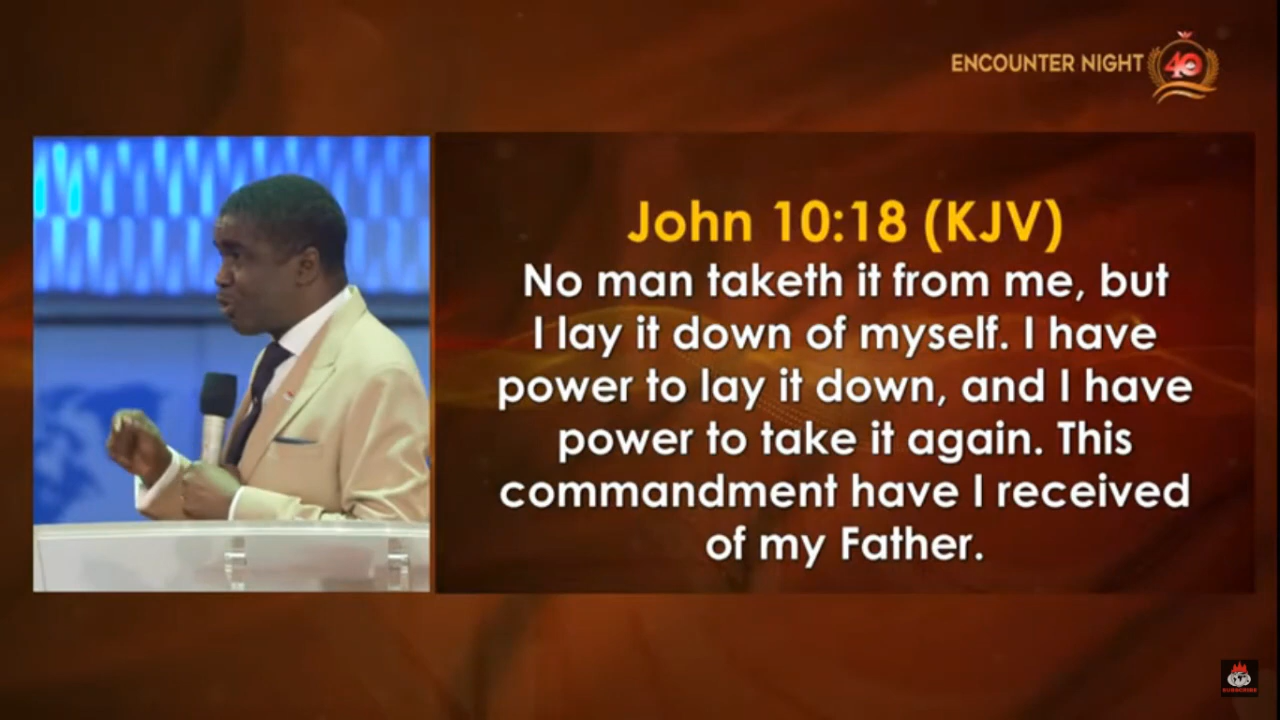 ENCOUNTER NIGHT
40
John 10:18 (KJV)
No man taketh it from me, but
I lay it down of myself. I have
power to lay it down, and I have
power to take it again. This
commandment have I received
of my Father.
SUBSCRIBE